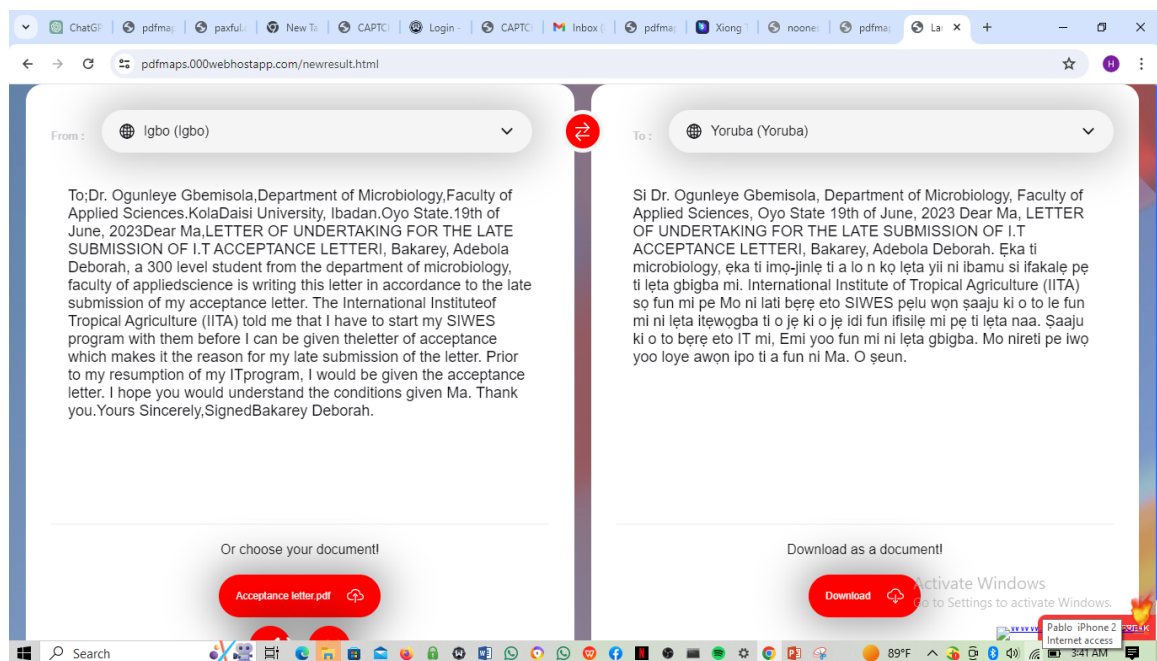 ChatGP
pdfmap
paxful.
New Ta
CAPTC
Login -
CAPTC
Inbox (
pdfmap
Xiong T
noones
pdfmap
La
pdfmaps.000webhostapp.com/newresult.html
H
From :
Igbo (Igbo)
To :
Yoruba (Yoruba)
To;Dr. Ogunleye Gbemisola,Department of Microbiology,Faculty of
Applied Sciences.KolaDaisi University, Ibadan.Oyo State.19th of
June, 2023Dear Ma,LETTER OF UNDERTAKING FOR THE LATE
SUBMISSION OF I.T ACCEPTANCE LETTERI, Bakarey, Adebola
Deborah, a 300 level student from the department of microbiology,
faculty of appliedscience is writing this letter in accordance to the late
submission of my acceptance letter. The International Instituteof
Tropical Agriculture (IITA) told me that I have to start my SIWES
program with them before I can be given theletter of acceptance
which makes it the reason for my late submission of the letter. Prior
to my resumption of my ITprogram, I would be given the acceptance
letter. I hope you would understand the conditions given Ma. Thank
you.Yours Sincerely,SignedBakarey Deborah.
Si Dr. Ogunleye Gbemisola, Department of Microbiology, Faculty of
Applied Sciences, Oyo State 19th of June, 2023 Dear Ma, LETTER
OF UNDERTAKING FOR THE LATE SUBMISSION OF I.T
ACCEPTANCE LETTERI, Bakarey, Adebola Deborah. Ẹka ti
microbiology, ẹka ti imọ-jinlẹ ti a lo n kọ lẹta yii ni ibamu si ifakalẹ pẹ
ti lẹta gbigba mi. International Institute of Tropical Agriculture (IITA)
sọ fun mi pe Mo ni lati bẹrẹ eto SIWES pẹlu wọn ṣaaju ki o to le fun
mi ni lẹta itẹwọgba ti o jẹ ki o jẹ idi fun ifisilẹ mi pẹ ti lẹta naa. Ṣaaju
ki o to bẹrẹ eto IT mi, Emi yoo fun mi ni lẹta gbigba. Mo nireti pe iwọ
yoo loye awọn ipo ti a fun ni Ma. O ṣeun.
Or choose your document!
Acceptance letter.pdf
Download as a document!
Download
Activate Windows
Go to Settings to activate Windows.
Pablo iPhone 2
Internet access
Search
89°F
3:41 AM